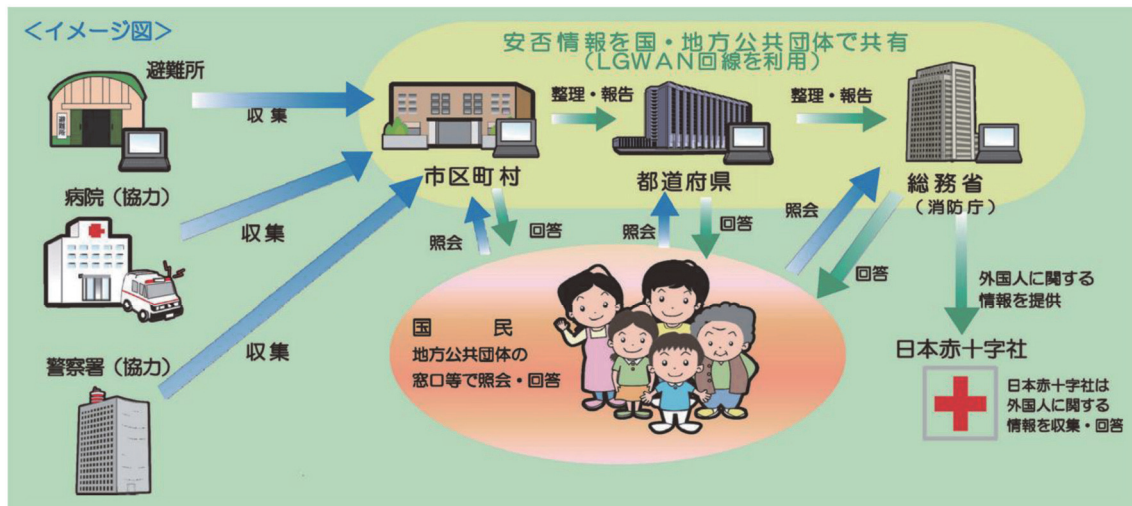 ＜イメージ図＞
安否情報を国・地方公共団体で共有
（LGWAN回線を利用）
避難所
避難所
収集
整理・報告
整理・報告
市区町村
都道府県
総務省
（消防庁）
病院（協力）
収集
照会
回答
照会
回答
照会
回答
外国人に関する
情報を提供
警察署（協力）
収集
国民
地方公共団体の
窓口等で照会・回答
日本赤十字社
日本赤十字社は
外国人に関する
情報を収集・回答